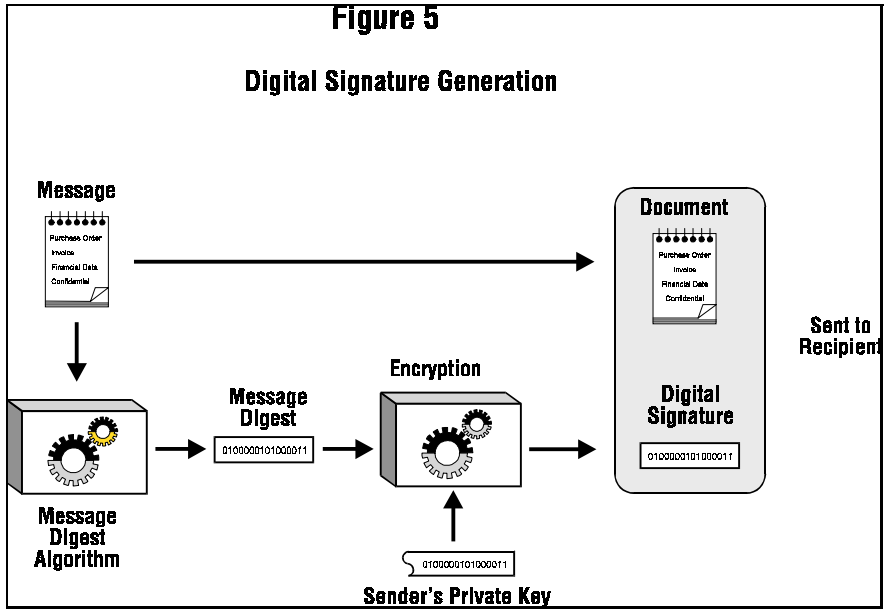 Figure 5
Digital Signature Generation
Message
Purchase Order
Invoice
Financial Data
Confidential
Document
Purchase Order
Invoice
Financial Data
Confidential
Sent to
Recipient
Encryption
Message
Digest
0100000101000011
Digital
Signature
0100000101000011
Message
Digest
Algorithm
0100000101000011
Sender's Private Key